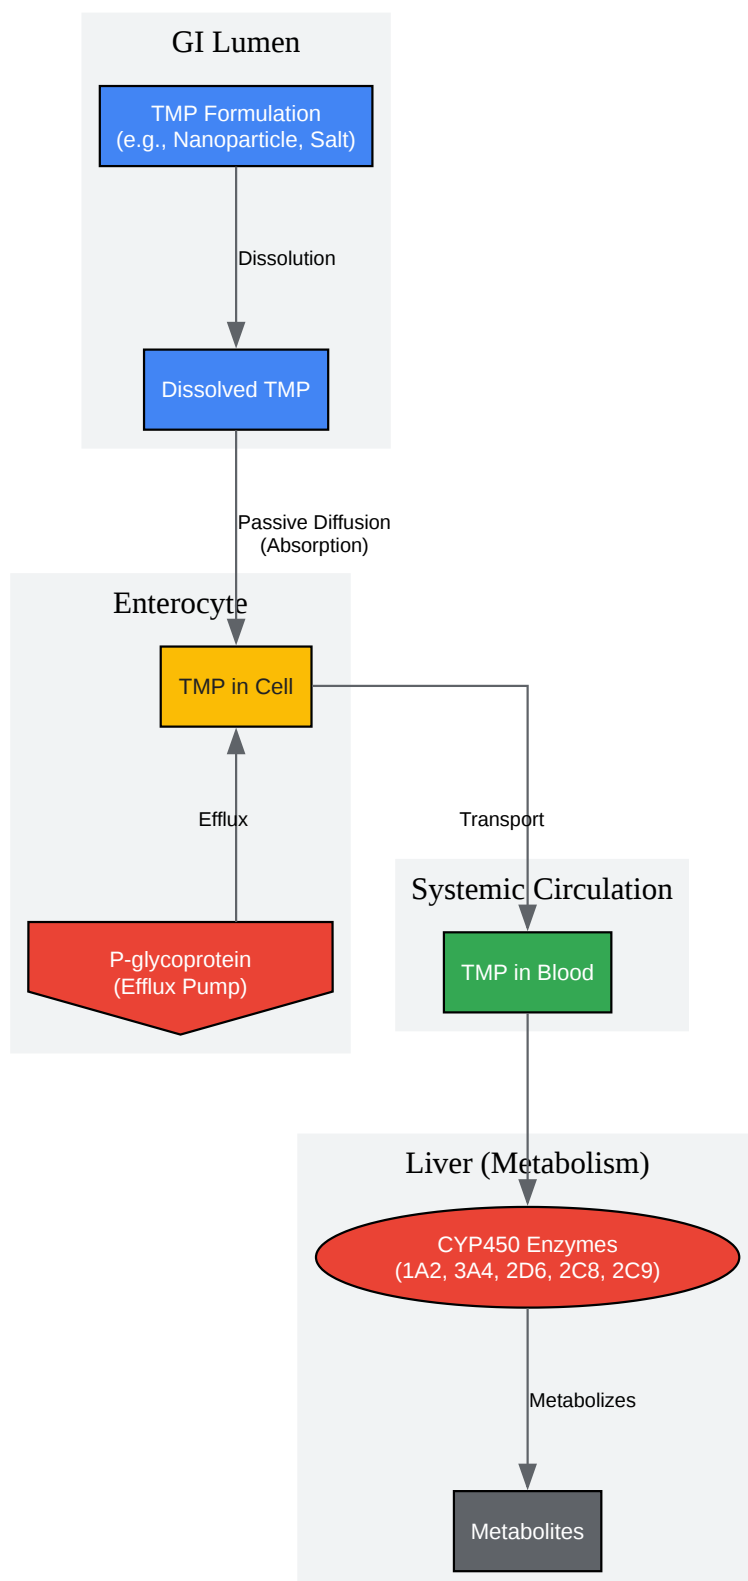 GI Lumen
TMP Formulation
(e.g., Nanoparticle, Salt)
Dissolution
Dissolved TMP
Passive Diffusion
(Absorption)
Enterocyte
TMP in Cell
Efflux
Transport
P-glycoprotein
(Efflux Pump)
Systemic Circulation
TMP in Blood
Liver (Metabolism)
CYP450 Enzymes
(1A2, 3A4, 2D6, 2C8, 2C9)
Metabolizes
Metabolites